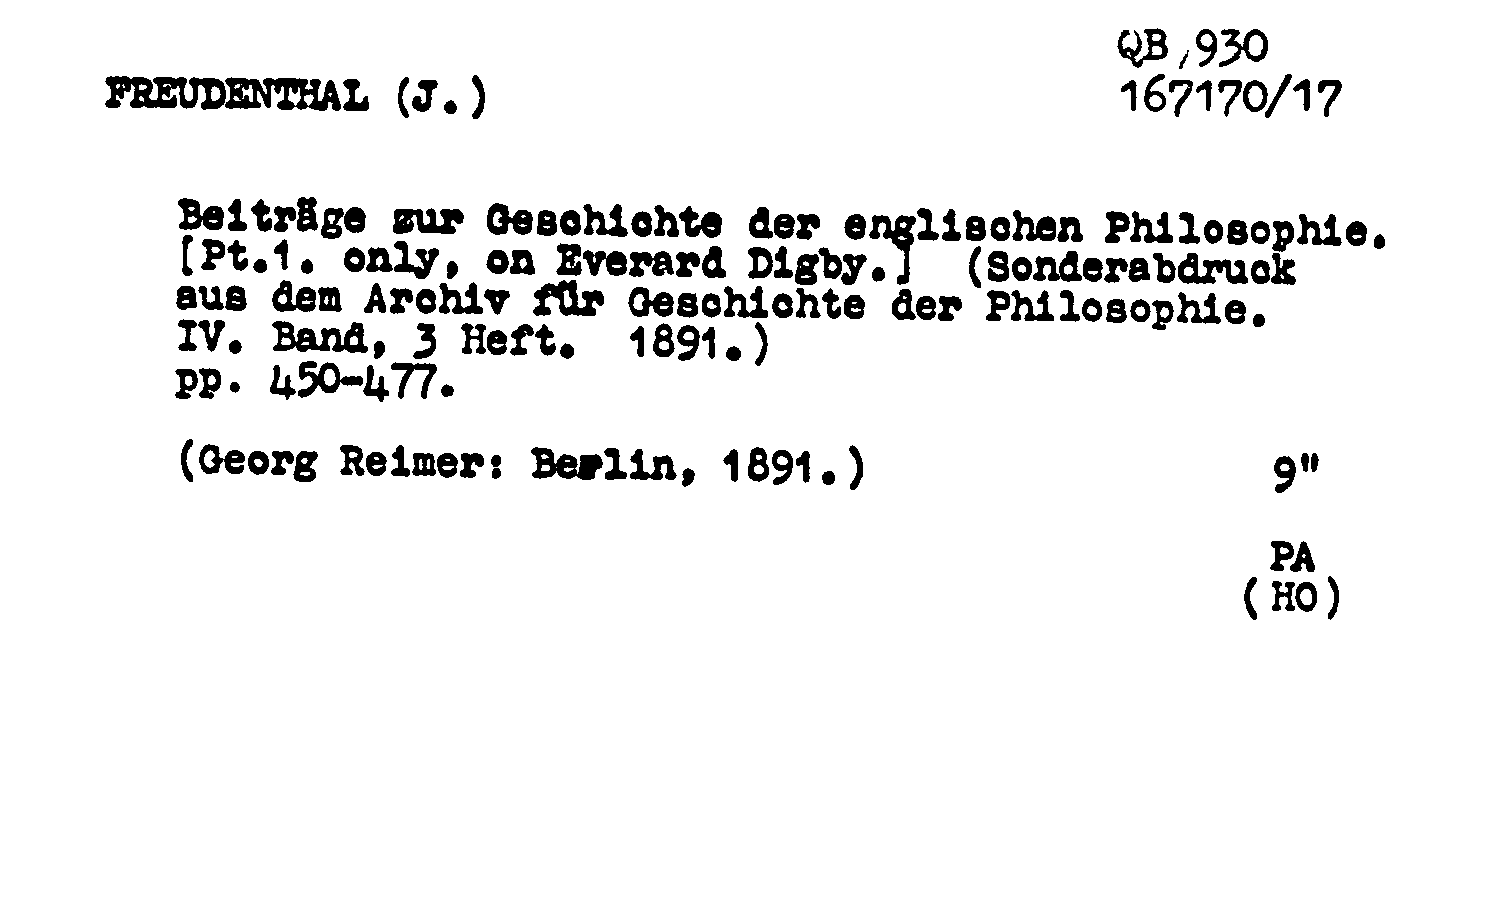 QB,930
FREUDENTHAL (J.)
167170/17
Beiträge zur Geschichte der englischen Philosophie.
[Pt.1. only, on Everard Digby.] (Sonderabdruck
aus dem Archiv für Geschichte der Philosophie.
IV. Band, 3 Heft. 1891.)
pp. 450-477.
(Georg Reimer: Berlin, 1891.)
9"
PA
(HO)